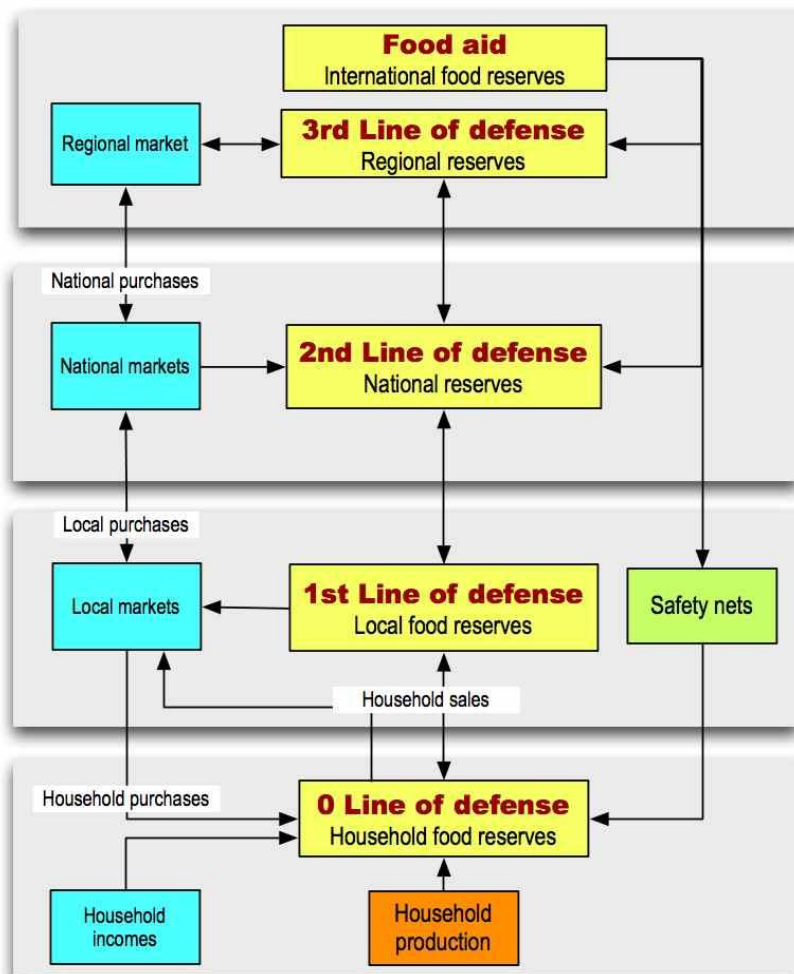 Food aid
International food reserves
Regional market
3rd Line of defense
Regional reserves
National purchases
National markets
2nd Line of defense
National reserves
Local purchases
Local markets
1st Line of defense
Local food reserves
Safety nets
Household sales
Household purchases
0 Line of defense
Household food reserves
Household
incomes
Household
production